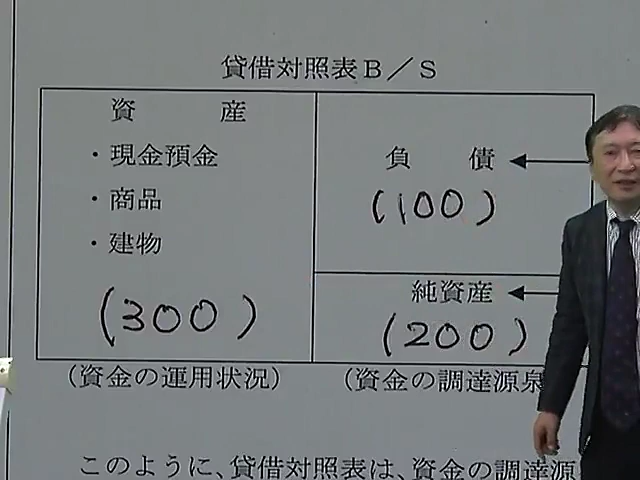 貸借対照表B／S
資　産
・現金預金
・商品
・建物
(300)
負　債
(100)
純資産
(200)
(資金の運用状況)
(資金の調達源泉
このように、貸借対照表は、資金の調達源